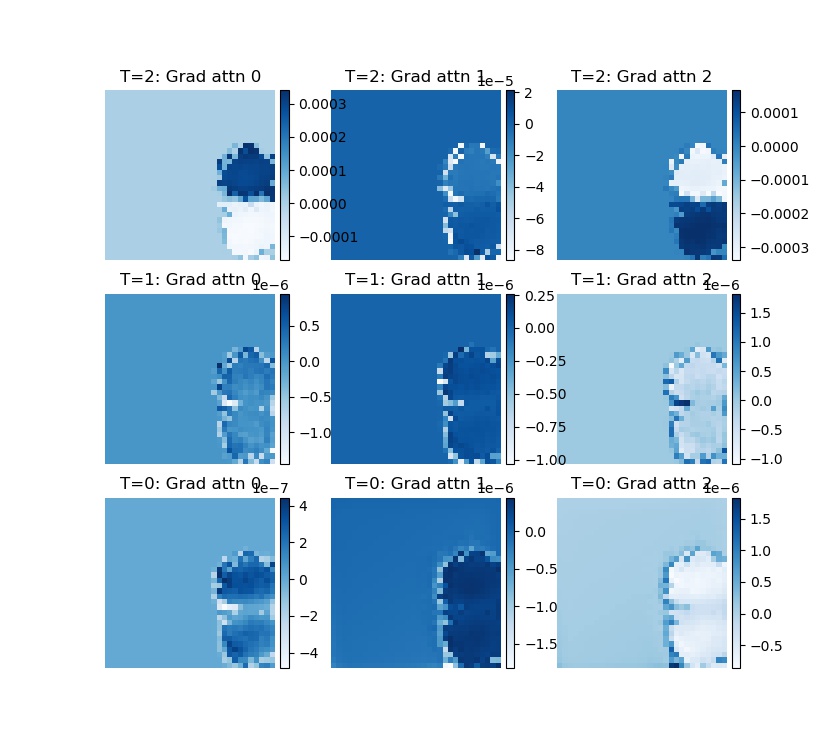 T=2: Grad attn 0
T=2: Grad attn 1
T=2: Grad attn 2
0.0003
0.0002
0.0001
0.0000
−0.0001
1e−5
2
0
−2
−4
−6
−8
0.0001
0.0000
−0.0001
−0.0002
−0.0003
T=1: Grad attn 0
T=1: Grad attn 1
T=1: Grad attn 2
1e−6
0.5
0.0
−0.5
−1.0
1e−6
0.25
0.00
−0.25
−0.50
−0.75
−1.00
1e−6
1.5
1.0
0.5
0.0
−0.5
−1.0
T=0: Grad attn 0
T=0: Grad attn 1
T=0: Grad attn 2
1e−7
4
2
0
−2
−4
1e−6
0.0
−0.5
−1.0
−1.5
1e−6
1.5
1.0
0.5
0.0
−0.5